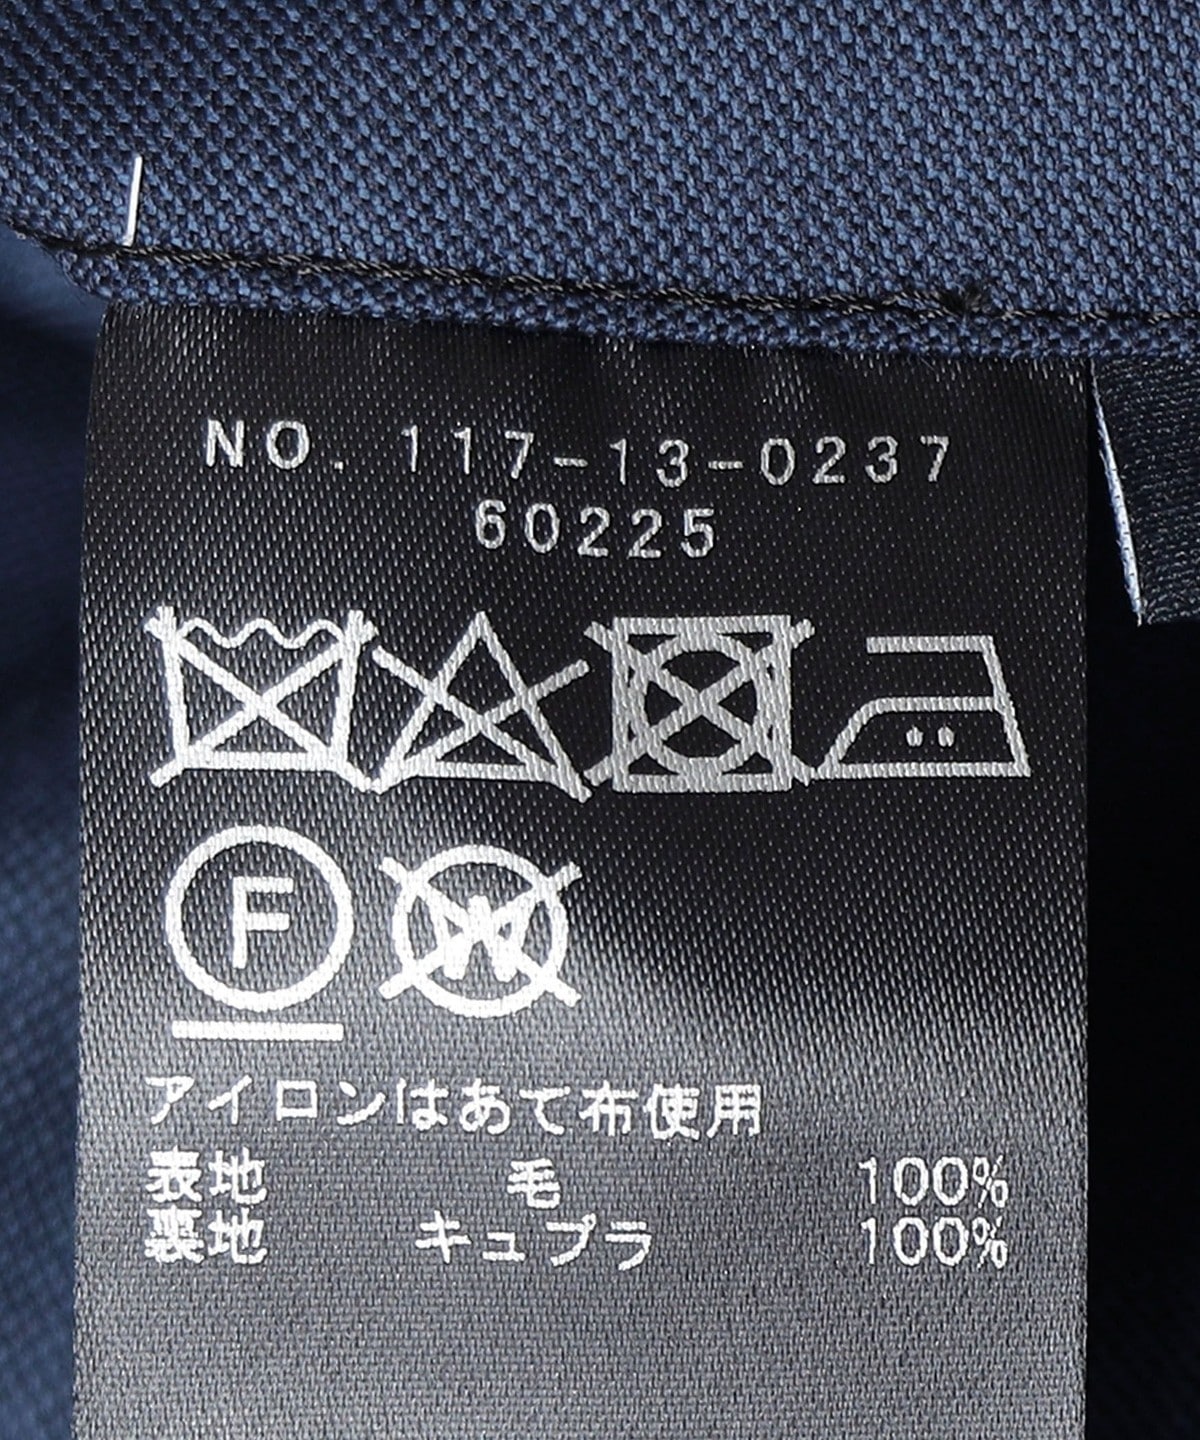 NO. 117-13-0237
60225
F W
アイロンはあて布使用
表地 毛 100%
裏地 キュプラ 100%